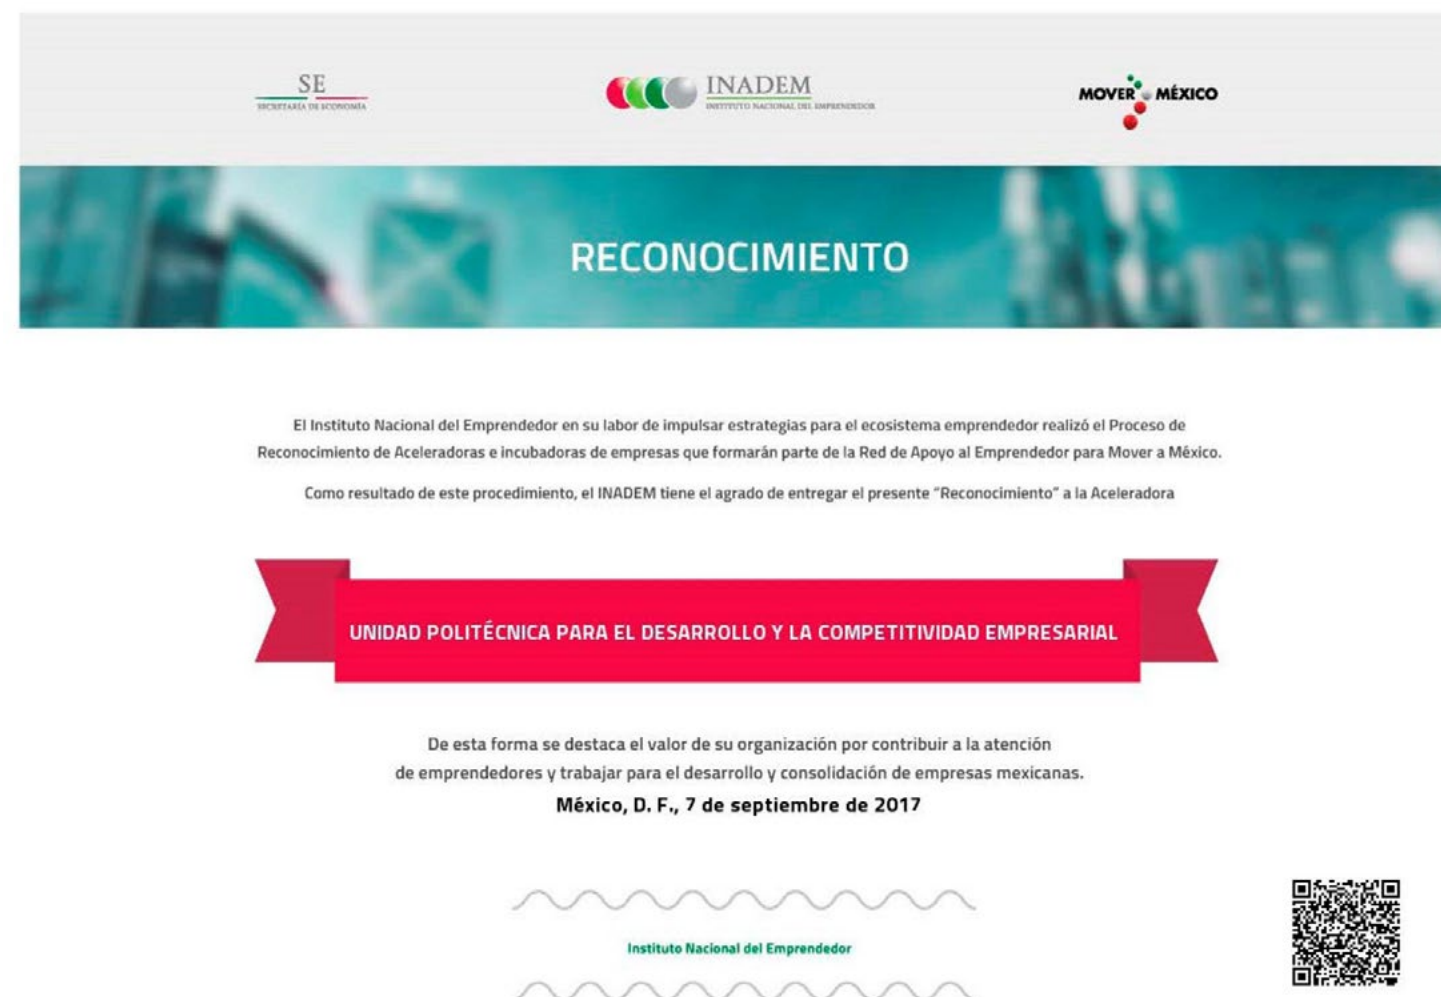 SE
SECRETARÍA DE ECONOMÍA
INADEM
INSTITUTO NACIONAL DEL EMPRENDEDOR
MOVER MÉXICO
RECONOCIMIENTO
El Instituto Nacional del Emprendedor en su labor de impulsar estrategias para el ecosistema emprendedor realizó el Proceso de
Reconocimiento de Aceleradoras e incubadoras de empresas que formarán parte de la Red de Apoyo al Emprendedor para Mover a México.
Como resultado de este procedimiento, el INADEM tiene el agrado de entregar el presente “Reconocimiento” a la Aceleradora
UNIDAD POLITÉCNICA PARA EL DESARROLLO Y LA COMPETITIVIDAD EMPRESARIAL
De esta forma se destaca el valor de su organización por contribuir a la atención
de emprendedores y trabajar para el desarrollo y consolidación de empresas mexicanas.
México, D. F., 7 de septiembre de 2017
Instituto Nacional del Emprendedor